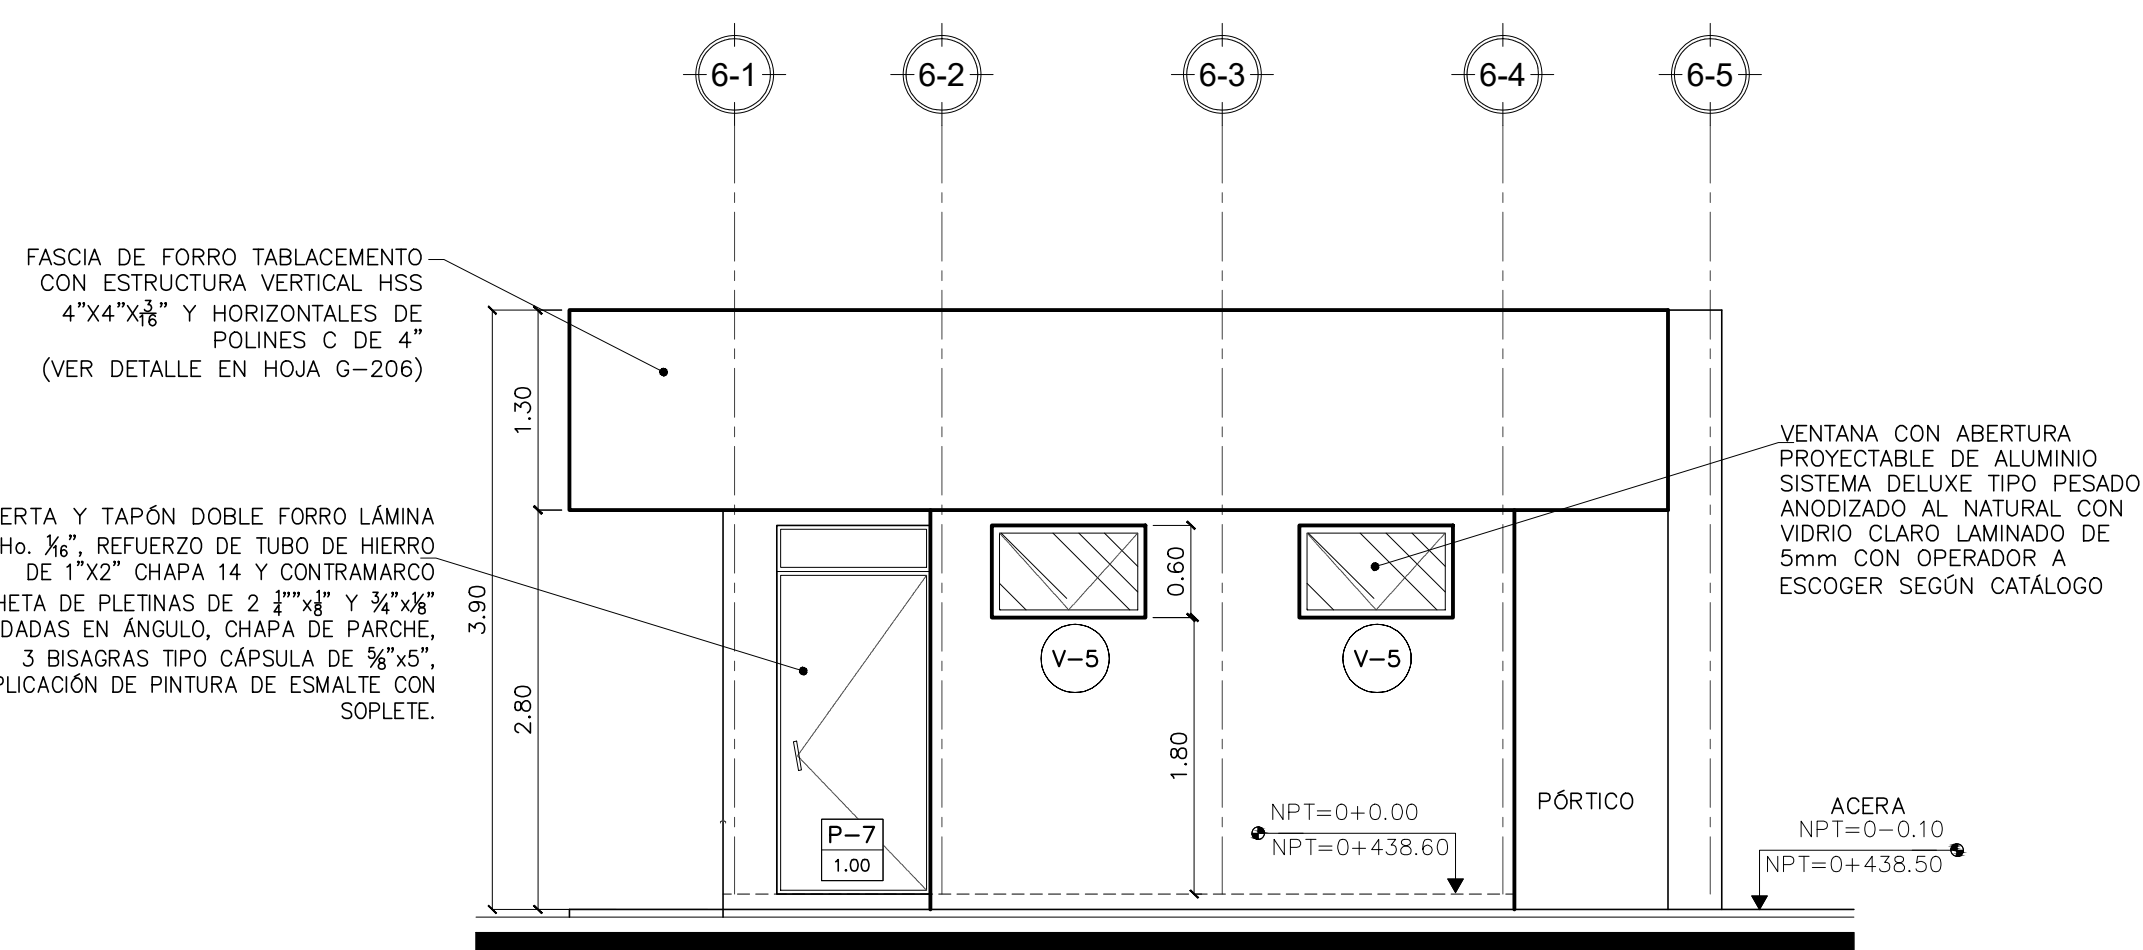 6-1
6-2
6-3
6-4
6-5
FASCIA DE FORRO TABLACEMENTO
CON ESTRUCTURA VERTICAL HSS
4"X4"X3/16" Y HORIZONTALES DE
POLINES C DE 4"
(VER DETALLE EN HOJA G-206)
1.30
3.90
2.80
ERTA Y TAPÓN DOBLE FORRO LÁMINA
Ho. 1/16", REFUERZO DE TUBO DE HIERRO
DE 1"X2" CHAPA 14 Y CONTRAMARCO
HETA DE PLETINAS DE 2 1/4""x1/8" Y 3/4"x1/8"
DADAS EN ÁNGULO, CHAPA DE PARCHE,
3 BISAGRAS TIPO CÁPSULA DE 5/8"x5",
PLICACIÓN DE PINTURA DE ESMALTE CON
SOPLETE.
VENTANA CON ABERTURA
PROYECTABLE DE ALUMINIO
SISTEMA DELUXE TIPO PESADO
ANODIZADO AL NATURAL CON
VIDRIO CLARO LAMINADO DE
5mm CON OPERADOR A
ESCOGER SEGÚN CATÁLOGO
0.60
1.80
V-5
V-5
P-7
1.00
NPT=0+0.00
NPT=0+438.60
PÓRTICO
ACERA
NPT=0-0.10
NPT=0+438.50